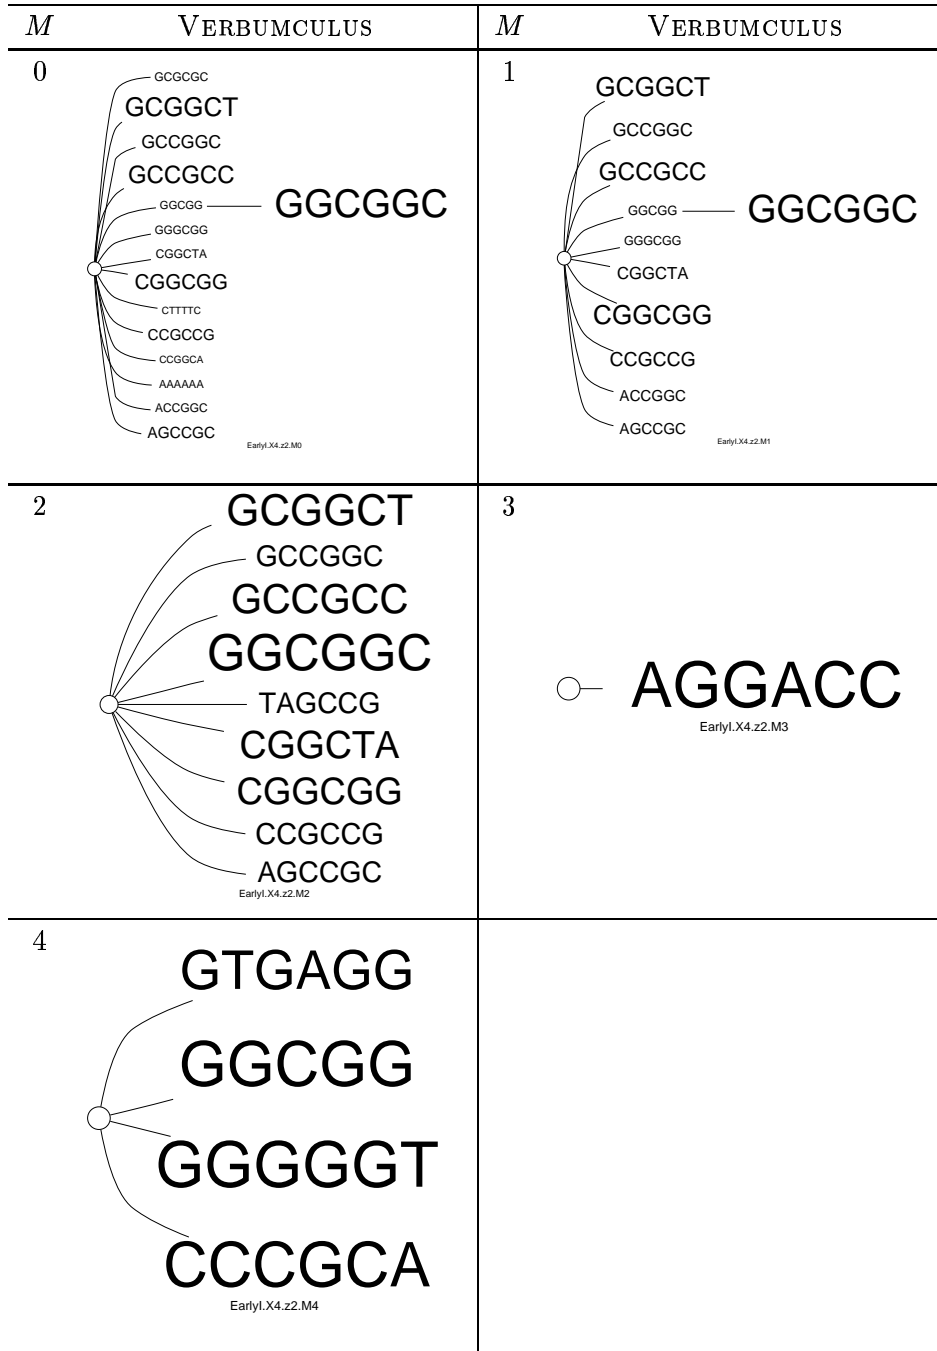 M VERBUMCULUS M VERBUMCULUS
0
GCGCGC
GCGGCT
GCCGGC
GCCGCC
GGCGG GGCGGC
GGGCGG
CGGCTA
CGGCGG
CTTTTC
CCGCCG
CCGGCA
AAAAAA
ACCGGC
AGCCGC
EarlyI.X4.z2.M0
1
GCGGCT
GCCGGC
GCCGCC
GGCGG GGCGGC
GGGCGG
CGGCTA
CGGCGG
CCGCCG
ACCGGC
AGCCGC
EarlyI.X4.z2.M1
2
GCGGCT
GCCGGC
GCCGCC
GGCGGC
TAGCCG
CGGCTA
CGGCGG
CCGCCG
AGCCGC
EarlyI.X4.z2.M2
3
AGGACC
EarlyI.X4.z2.M3
4
GTGAGG
GGCGG
GGGGGT
CCCGCA
EarlyI.X4.z2.M4